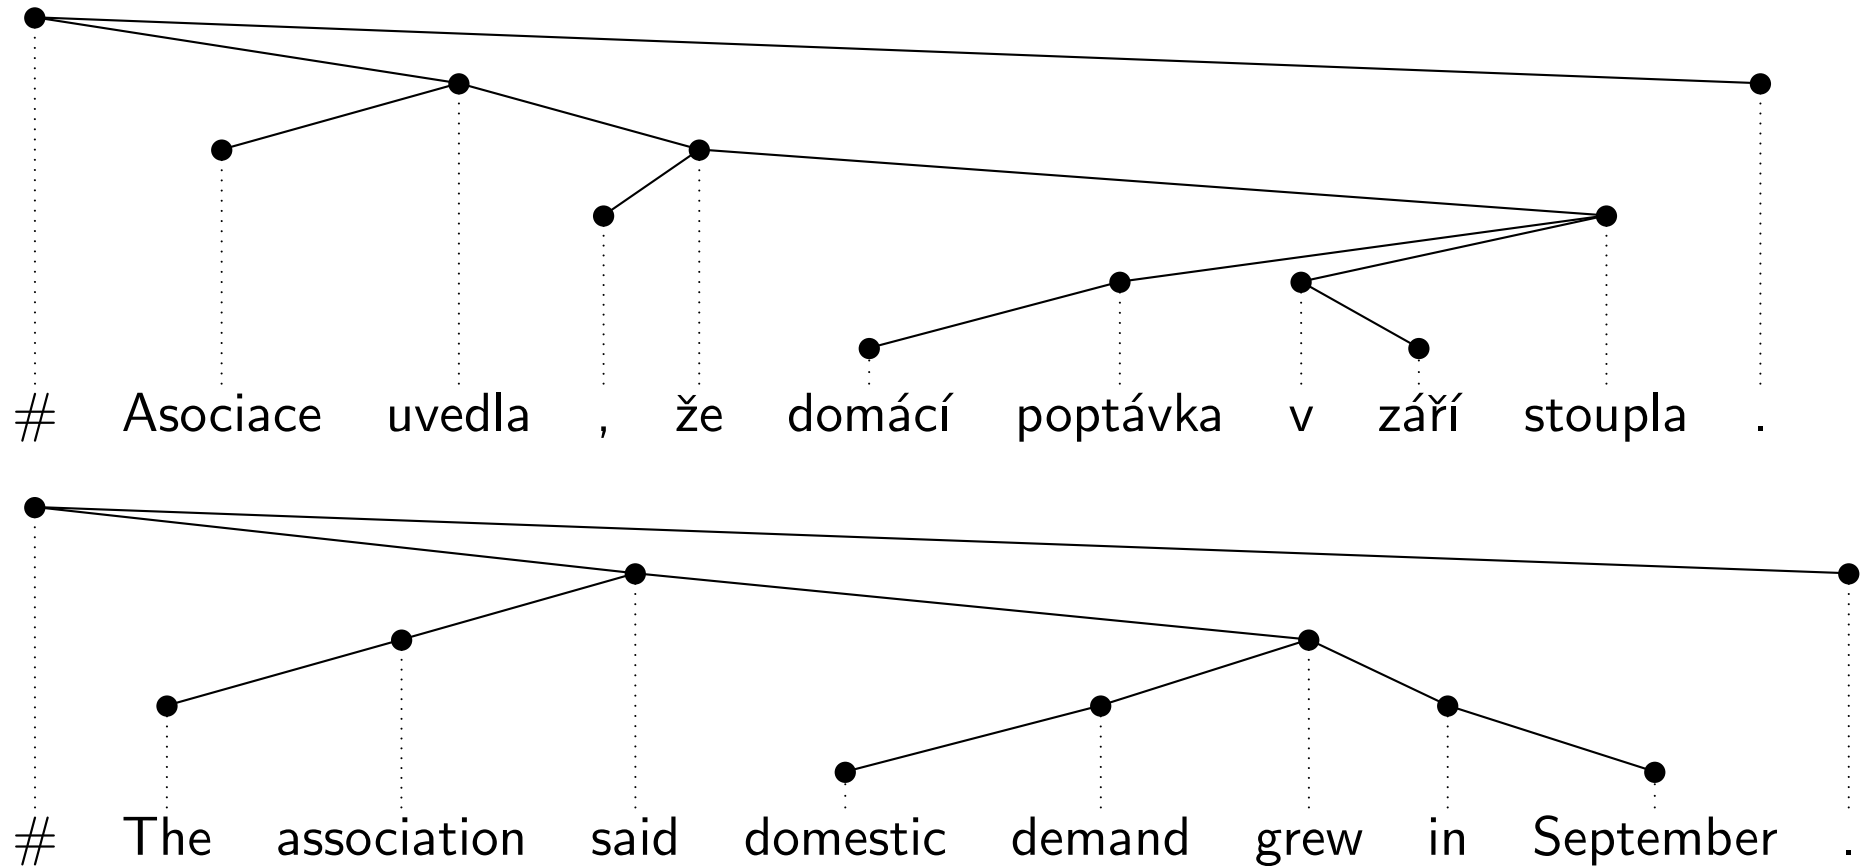 # Asociace uvedla , že domácí poptávka v září stoupla .
# The association said domestic demand grew in September .